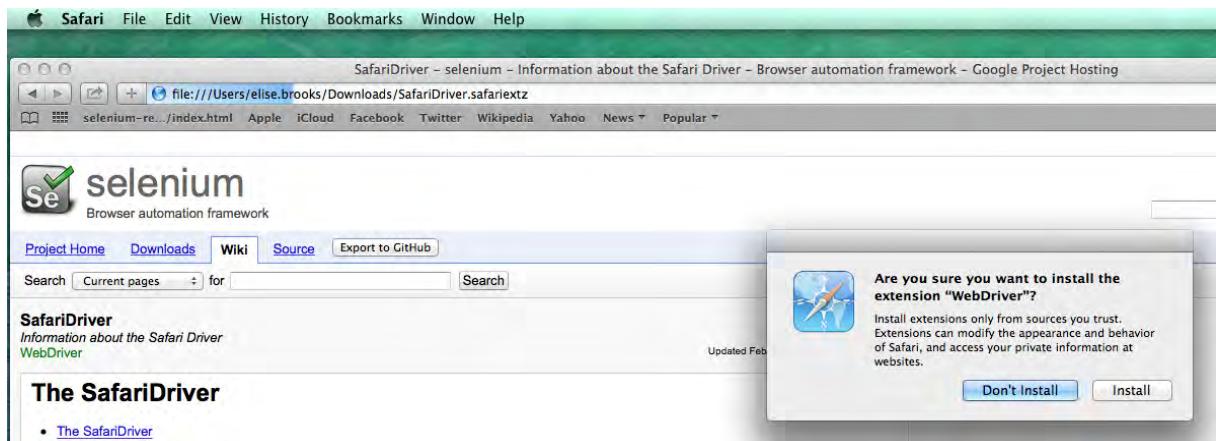 Safari File Edit View History Bookmarks Window Help
SafariDriver – selenium – Information about the Safari Driver – Browser automation framework – Google Project Hosting
file:///Users/elise.brooks/Downloads/SafariDriver.safariextz
selenium-re.../index.html Apple iCloud Facebook Twitter Wikipedia Yahoo News Popular
Se
selenium
Browser automation framework
Project Home Downloads Wiki Source Export to GitHub
Search Current pages for Search
SafariDriver
Information about the Safari Driver
WebDriver
Updated Feb
The SafariDriver
• The SafariDriver
Are you sure you want to install the
extension “WebDriver”?
Install extensions only from sources you trust.
Extensions can modify the appearance and behavior
of Safari, and access your private information at
websites.
Don't Install Install